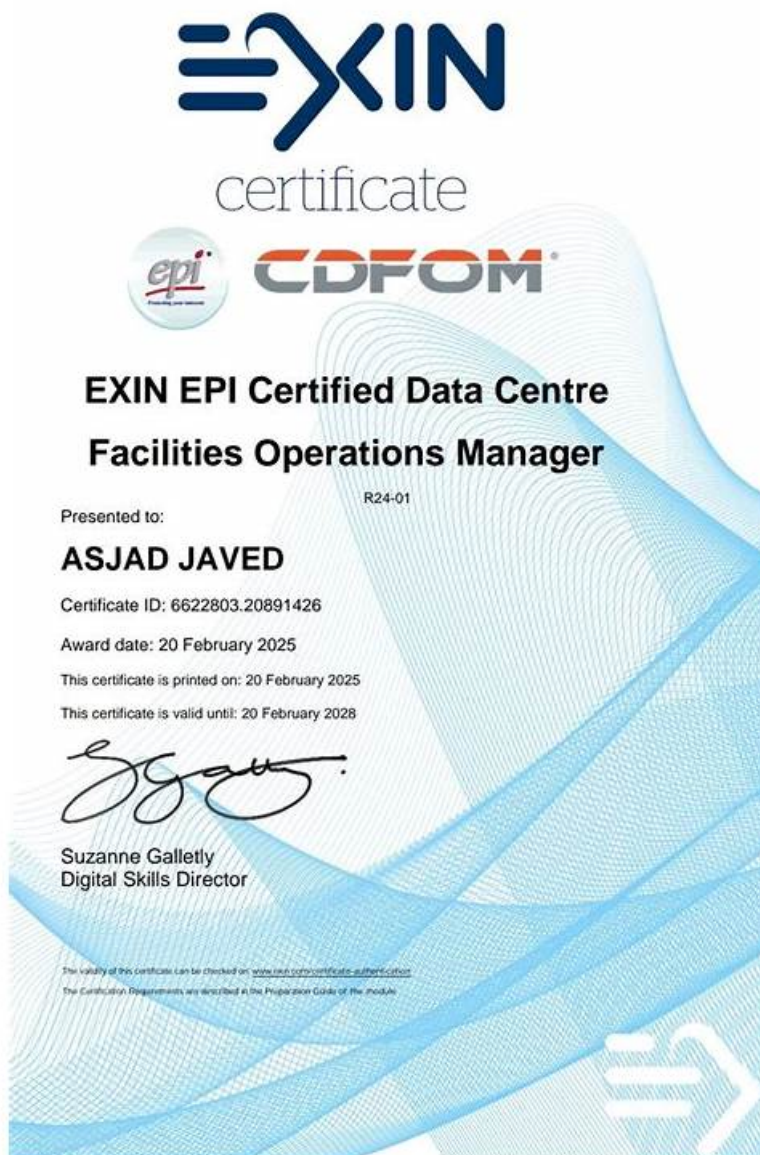 EXIN
certificate
epi
CDFOM
EXIN EPI Certified Data Centre
Facilities Operations Manager
R24-01
Presented to:
ASJAD JAVED
Certificate ID: 6622803.20891426
Award date: 20 February 2025
This certificate is printed on: 20 February 2025
This certificate is valid until: 20 February 2028
Suzanne Galletly
Digital Skills Director
The validity of this certificate can be checked on: www.exin.com/certificate-authentication
The Certification Requirements are described in the Preparation Guide of the module